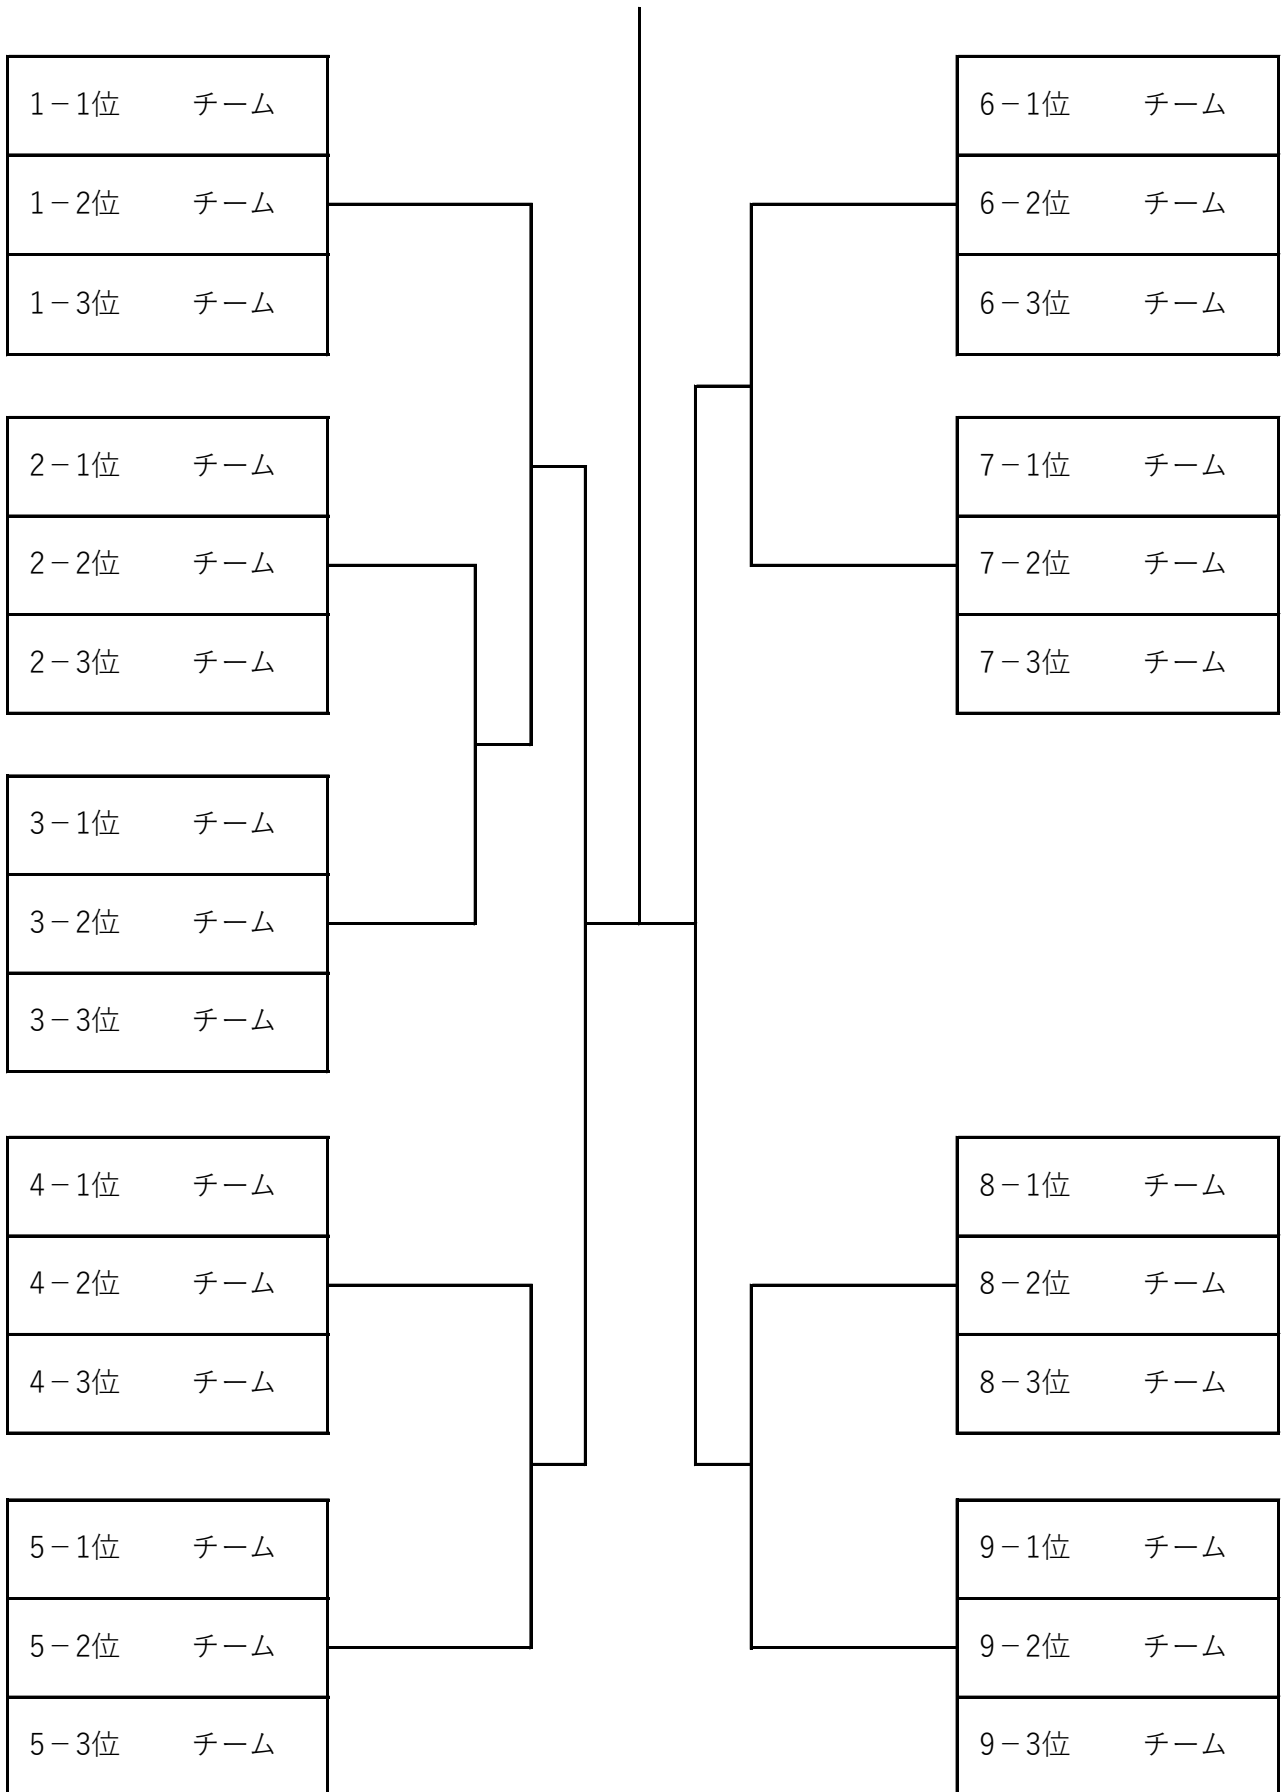 1－1位 チーム
1－2位 チーム
1－3位 チーム
2－1位 チーム
2－2位 チーム
2－3位 チーム
3－1位 チーム
3－2位 チーム
3－3位 チーム
4－1位 チーム
4－2位 チーム
4－3位 チーム
5－1位 チーム
5－2位 チーム
5－3位 チーム
6－1位 チーム
6－2位 チーム
6－3位 チーム
7－1位 チーム
7－2位 チーム
7－3位 チーム
8－1位 チーム
8－2位 チーム
8－3位 チーム
9－1位 チーム
9－2位 チーム
9－3位 チーム